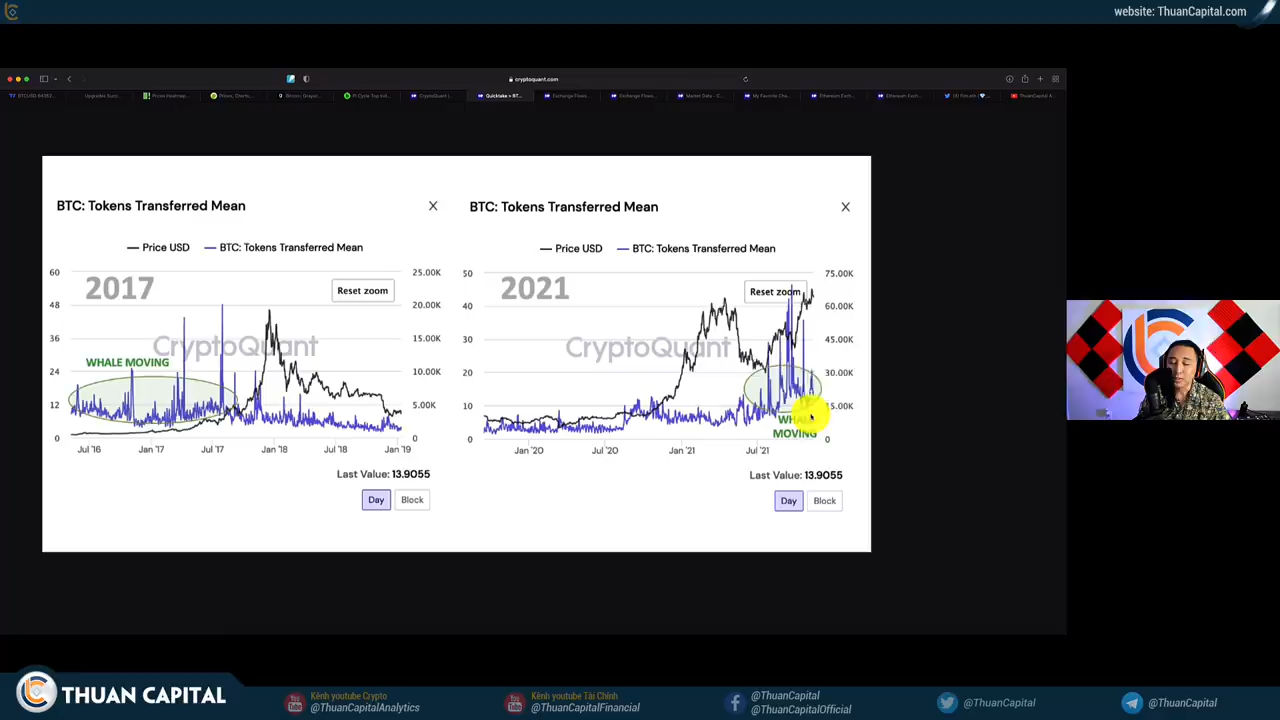 website: ThuanCapital.com
cryptoquant.com
BTC: Tokens Transferred Mean
X
Price USD
BTC: Tokens Transferred Mean
60
48
36
24
12
0
25.00K
20.00K
15.00K
10.00K
5.00K
0
2017
Reset zoom
CryptoQuant
WHALE MOVING
Jul '16
Jan '17
Jul '17
Jan '18
Jul '18
Jan '19
Last Value: 13.9055
Day
Block
BTC: Tokens Transferred Mean
X
Price USD
BTC: Tokens Transferred Mean
50
40
30
20
10
0
75.00K
60.00K
45.00K
30.00K
15.00K
0
2021
Reset zoom
CryptoQuant
WHALE
MOVING
Jan '20
Jul '20
Jan '21
Jul '21
Last Value: 13.9055
Day
Block
THUAN CAPITAL
Kênh youtube Crypto
@ThuanCapitalAnalytics
Kênh youtube Tài Chính
@ThuanCapitalFinancial
@ThuanCapital
@ThuanCapitalOfficial
@ThuanCapital
@ThuanCapital